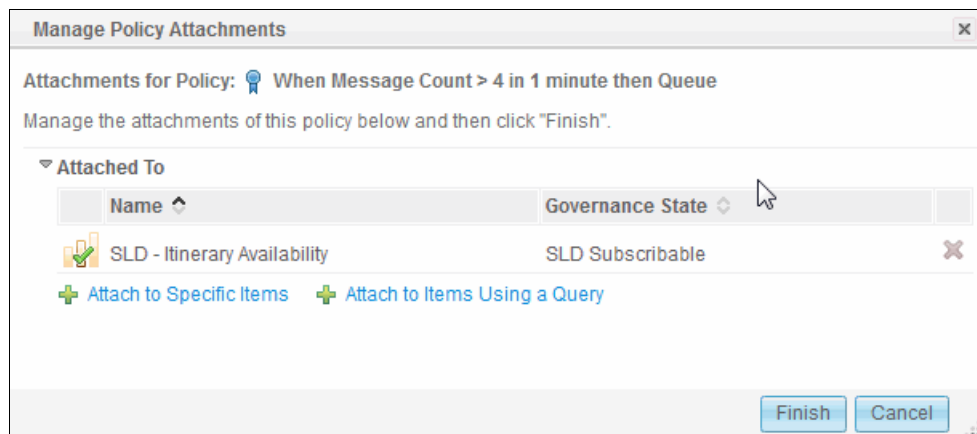 Manage Policy Attachments
Attachments for Policy: When Message Count > 4 in 1 minute then Queue
Manage the attachments of this policy below and then click "Finish".
Attached To
Name Governance State
SLD - Itinerary Availability SLD Subscribable
Attach to Specific Items Attach to Items Using a Query
Finish Cancel